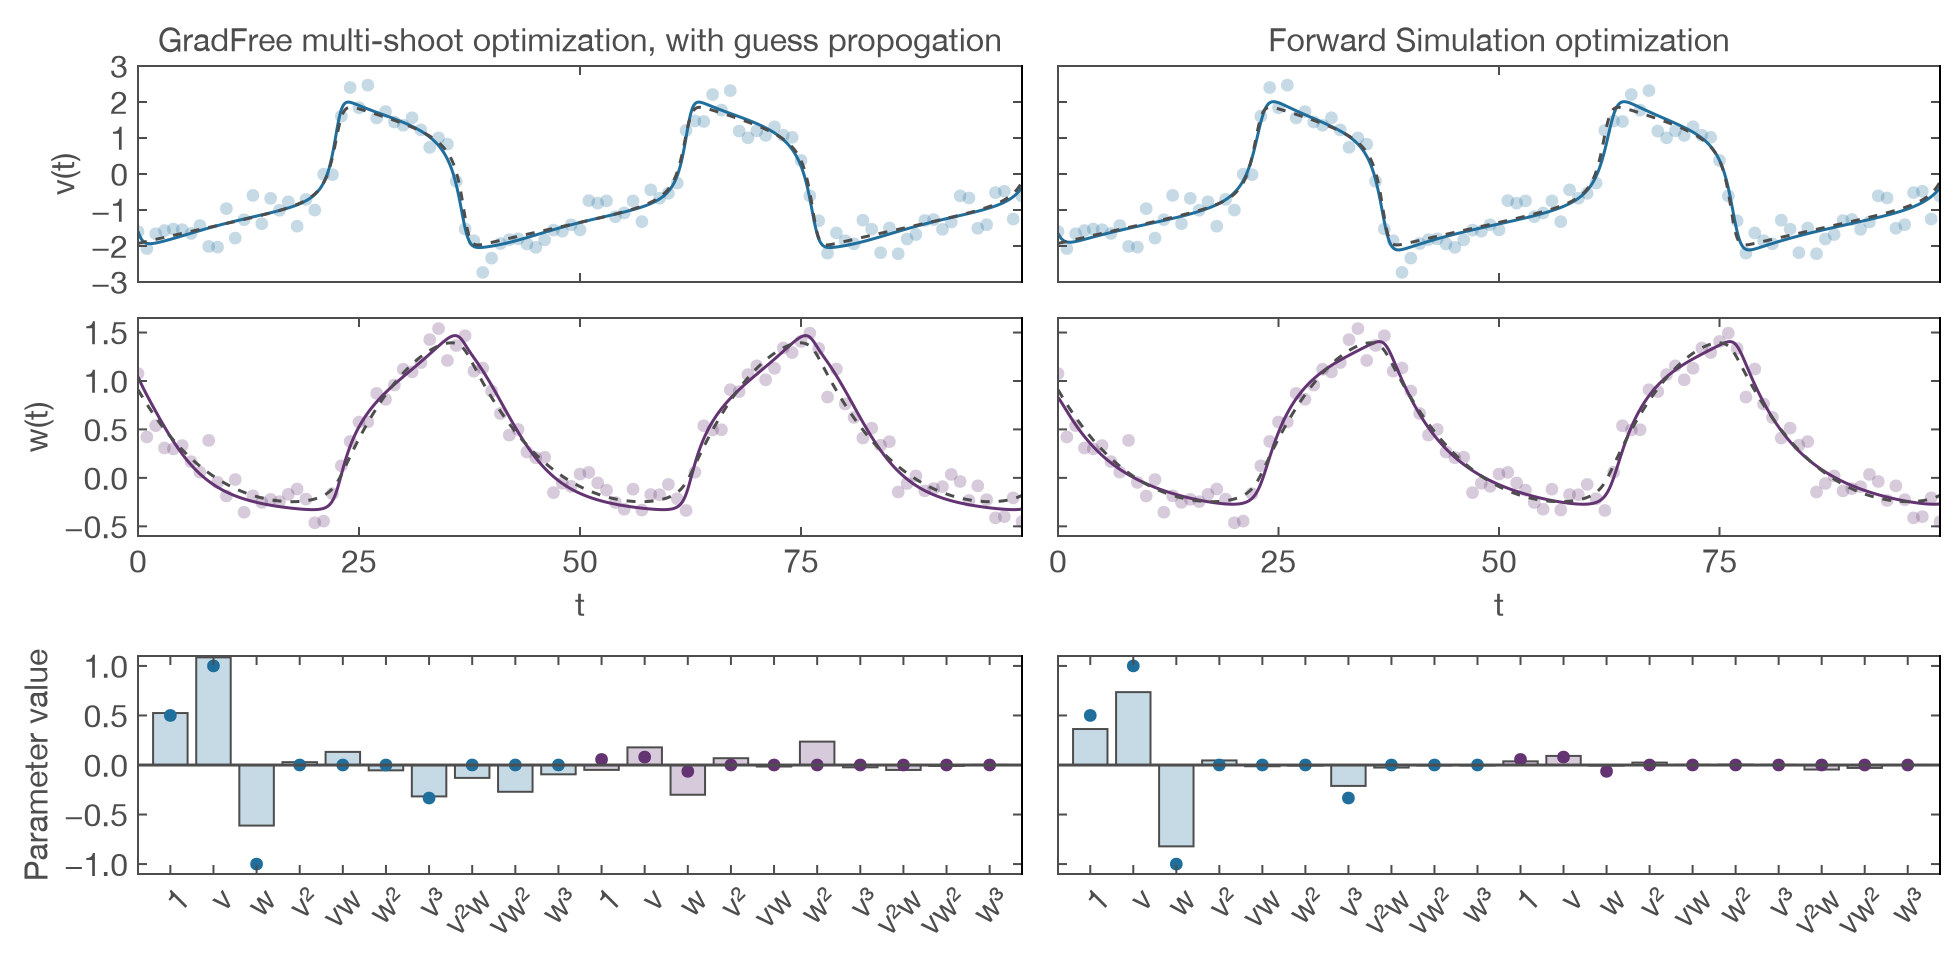 GradFree multi-shoot optimization, with guess propogation
Forward Simulation optimization
v(t)
3
2
1
0
−1
−2
−3
w(t)
1.5
1.0
0.5
0.0
−0.5
0 25 50 75
0 25 50 75
t
t
Parameter value
1.0
0.5
0.0
−0.5
−1.0
1 V W V² VW W² V³ V²W VW² W³ 1 V W V² VW W² V³ V²W VW² W³
1 V W V² VW W² V³ V²W VW² W³ 1 V W V² VW W² V³ V²W VW² W³